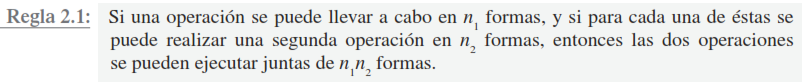 Regla 2.1: Si una operación se puede llevar a cabo en n₁ formas, y si para cada una de éstas se
puede realizar una segunda operación en n₂ formas, entonces las dos operaciones
se pueden ejecutar juntas de n₁n₂ formas.